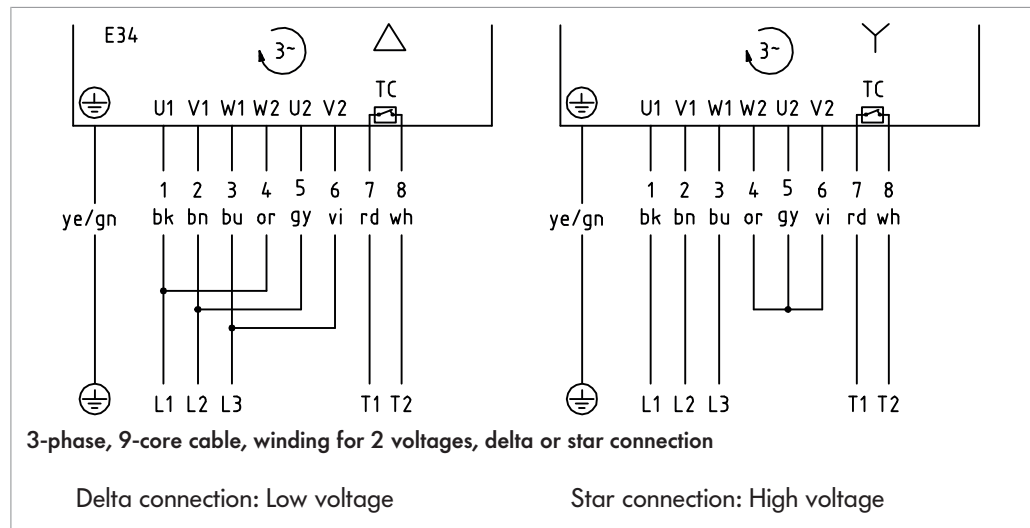 E34 3~ 3~
TC TC
U1 V1 W1 W2 U2 V2 U1 V1 W1 W2 U2 V2
1 2 3 4 5 6 7 8 1 2 3 4 5 6 7 8
ye/gn bk bn bu or gy vi rd wh ye/gn bk bn bu or gy vi rd wh
L1 L2 L3 T1 T2 L1 L2 L3 T1 T2
3-phase, 9-core cable, winding for 2 voltages, delta or star connection
Delta connection: Low voltage Star connection: High voltage